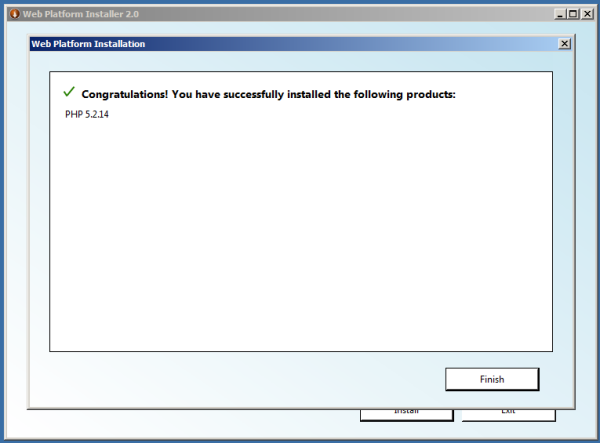 Web Platform Installer 2.0
Web Platform Installation
Congratulations! You have successfully installed the following products:
PHP 5.2.14
Finish
Install
Exit